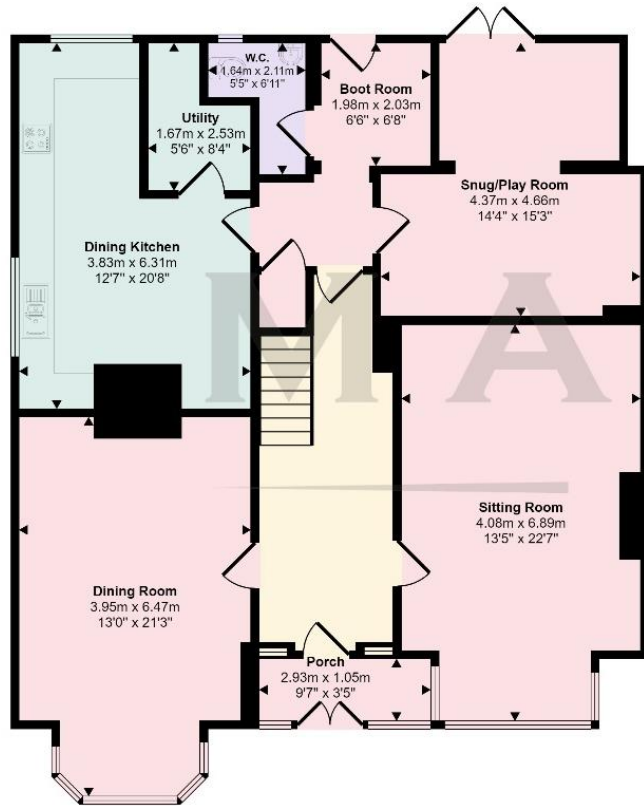 W.C.
1.64m x 2.11m
5'5" x 6'11"
Boot Room
1.98m x 2.03m
6'6" x 6'8"
Utility
1.67m x 2.53m
5'6" x 8'4"
Snug/Play Room
4.37m x 4.66m
14'4" x 15'3"
Dining Kitchen
3.83m x 6.31m
12'7" x 20'8"
M A
Sitting Room
4.08m x 6.89m
13'5" x 22'7"
Dining Room
3.95m x 6.47m
13'0" x 21'3"
Porch
2.93m x 1.05m
9'7" x 3'5"